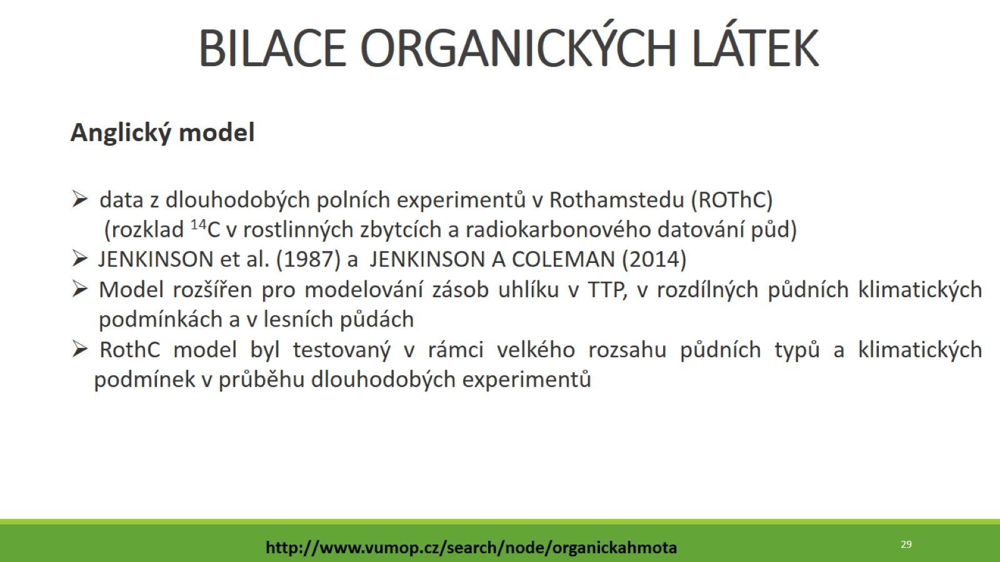 BILACE ORGANICKÝCH LÁTEK
Anglický model
➢ data z dlouhodobých polních experimentů v Rothamstedu (ROThC)
(rozklad ¹⁴C v rostlinných zbytcích a radiokarbonového datování půd)
➢ JENKINSON et al. (1987) a JENKINSON A COLEMAN (2014)
➢ Model rozšířen pro modelování zásob uhlíku v TTP, v rozdílných půdních klimatických
podmínkách a v lesních půdách
➢ RothC model byl testovaný v rámci velkého rozsahu půdních typů a klimatických
podmínek v průběhu dlouhodobých experimentů
http://www.vumop.cz/search/node/organickahmota
29